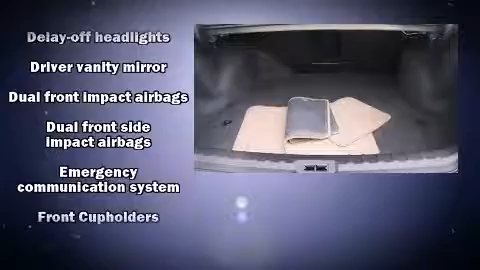 Delay-off headlights
Driver vanity mirror
Dual front impact airbags
Dual front side
impact airbags
Emergency
communication system
Front Cupholders